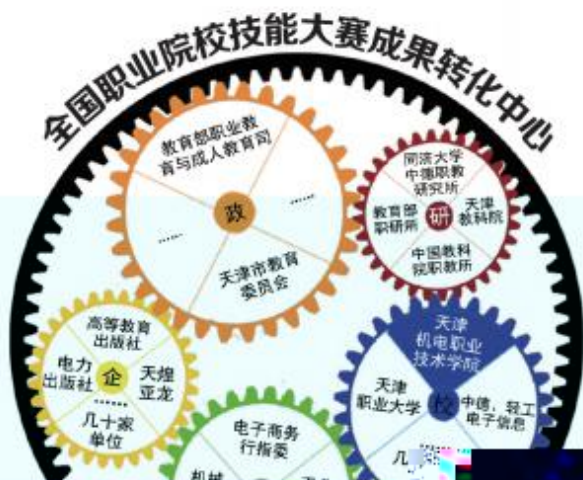 全国职业院校技能大赛成果转化中心
教育部职业教
育与成人教育司
......
......
政
天津市教育
委员会
同济大学
中德职教
研究所
教育部
职研所
研
天津
教科院
中国教科
院职教所
高等教育
出版社
电力
出版社
企
天煌
亚龙
......
几十家
单位
天津
机电职业
技术学院
天津
职业大学
校
中德、轻工
电子信息
......
几
电子商务
行指委
机械